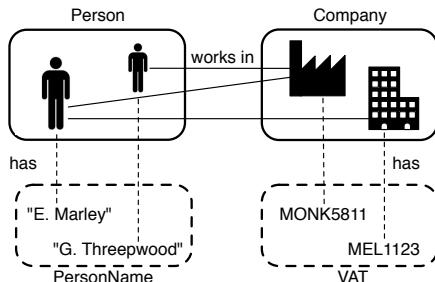 Person
Company
works in
has
has
"E. Marley"
MONK5811
"G. Threepwood"
MEL1123
PersonName
VAT